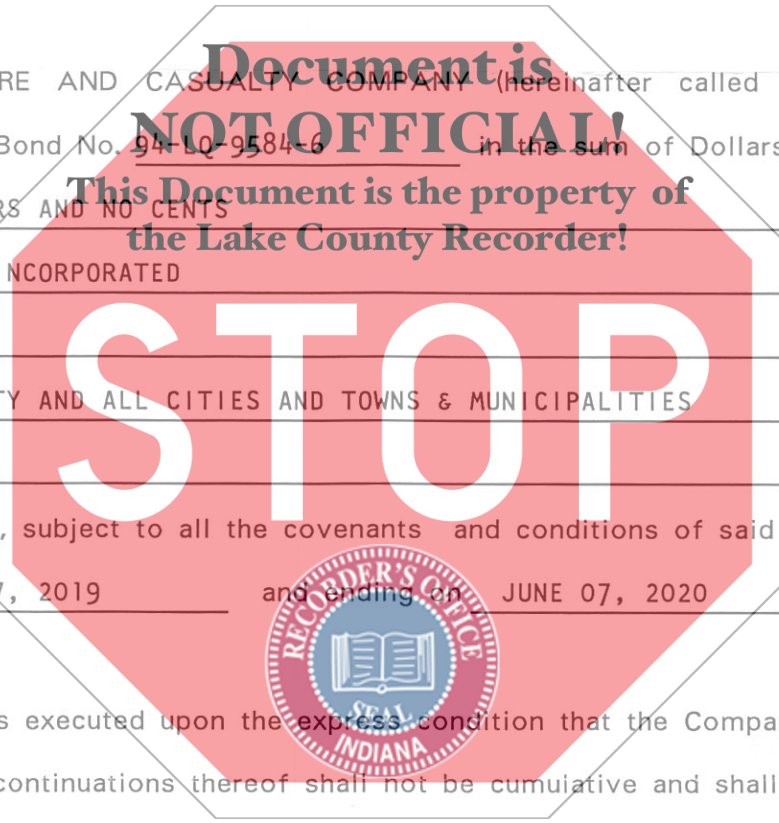 Document is
RE AND CASUALTY COMPANY (hereinafter called
NOT OFFICIAL!
Bond No. 94-LQ-9584-6 in the sum of Dollars
This Document is the property of
RS AND NO CENTS
the Lake County Recorder!
NCORPORATED
STOP
TY AND ALL CITIES AND TOWNS & MUNICIPALITIES
, subject to all the covenants and conditions of said
7, 2019 and ending on JUNE 07, 2020
RECORDER'S OFFICE
SEAL
INDIANA
s executed upon the express condition that the Compa
continuations thereof shall not be cumulative and shall